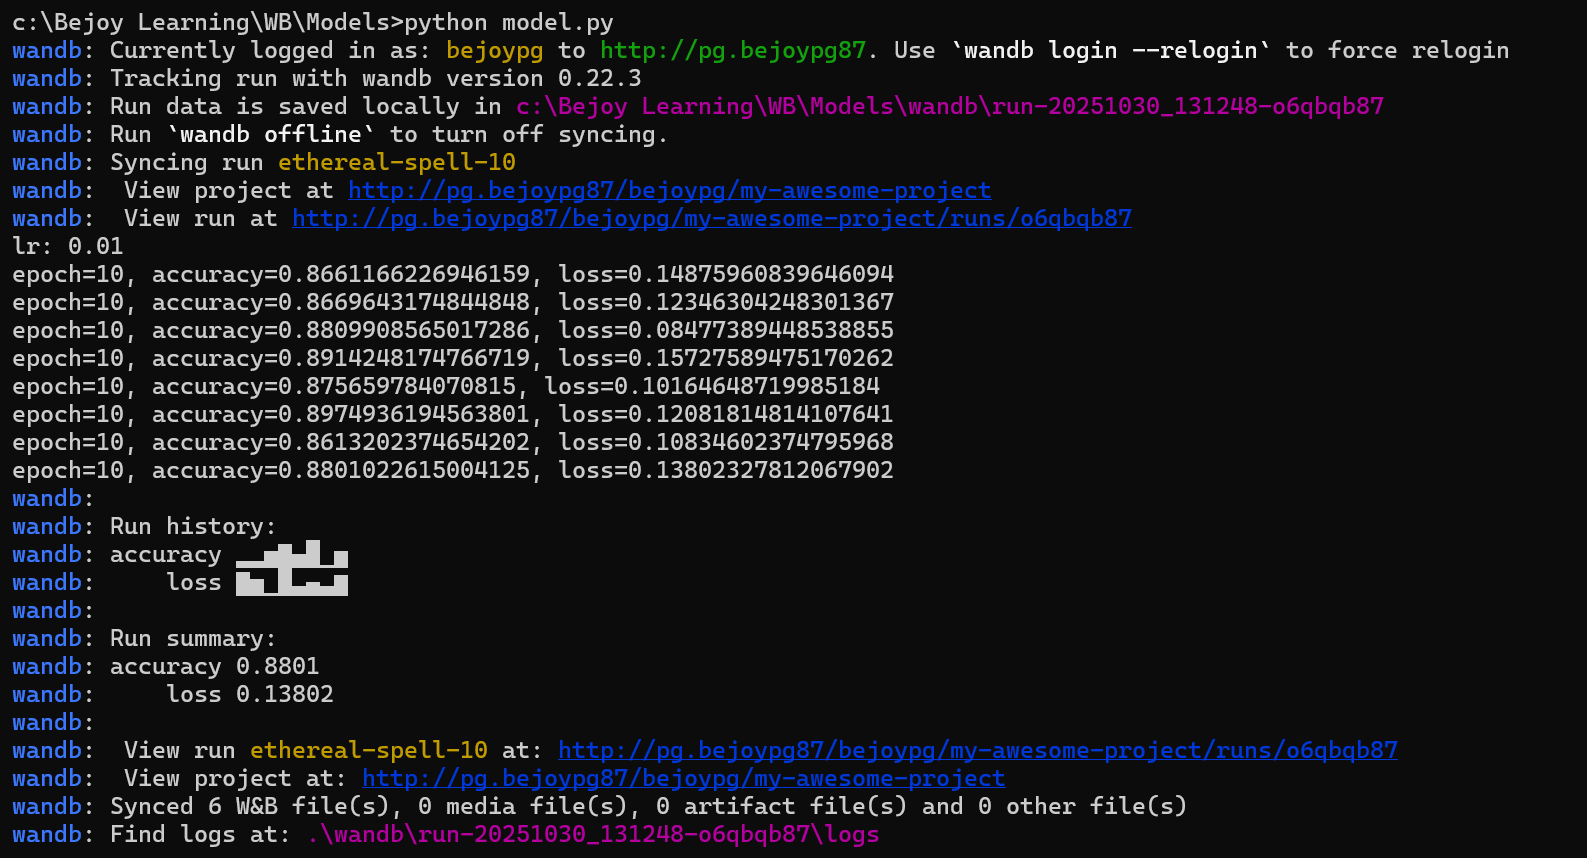 c:\Bejoy Learning\WB\Models>python model.py
wandb: Currently logged in as: bejoypg to http://pg.bejoypg87. Use `wandb login --relogin` to force relogin
wandb: Tracking run with wandb version 0.22.3
wandb: Run data is saved locally in c:\Bejoy Learning\WB\Models\wandb\run-20251030_131248-o6qbqb87
wandb: Run `wandb offline` to turn off syncing.
wandb: Syncing run ethereal-spell-10
wandb:  View project at http://pg.bejoypg87/bejoypg/my-awesome-project
wandb:  View run at http://pg.bejoypg87/bejoypg/my-awesome-project/runs/o6qbqb87
lr: 0.01
epoch=10, accuracy=0.8661166226946159, loss=0.14875960839646094
epoch=10, accuracy=0.8669643174844848, loss=0.12346304248301367
epoch=10, accuracy=0.8809908565017286, loss=0.08477389448538855
epoch=10, accuracy=0.8914248174766719, loss=0.15727589475170262
epoch=10, accuracy=0.875659784070815, loss=0.10164648719985184
epoch=10, accuracy=0.8974936194563801, loss=0.12081814814107641
epoch=10, accuracy=0.8613202374654202, loss=0.10834602374795968
epoch=10, accuracy=0.8801022615004125, loss=0.13802327812067902
wandb:
wandb: Run history:
wandb: accuracy
wandb:     loss
wandb:
wandb: Run summary:
wandb: accuracy 0.8801
wandb:     loss 0.13802
wandb:
wandb:  View run ethereal-spell-10 at: http://pg.bejoypg87/bejoypg/my-awesome-project/runs/o6qbqb87
wandb:  View project at: http://pg.bejoypg87/bejoypg/my-awesome-project
wandb: Synced 6 W&B file(s), 0 media file(s), 0 artifact file(s) and 0 other file(s)
wandb: Find logs at: .\wandb\run-20251030_131248-o6qbqb87\logs